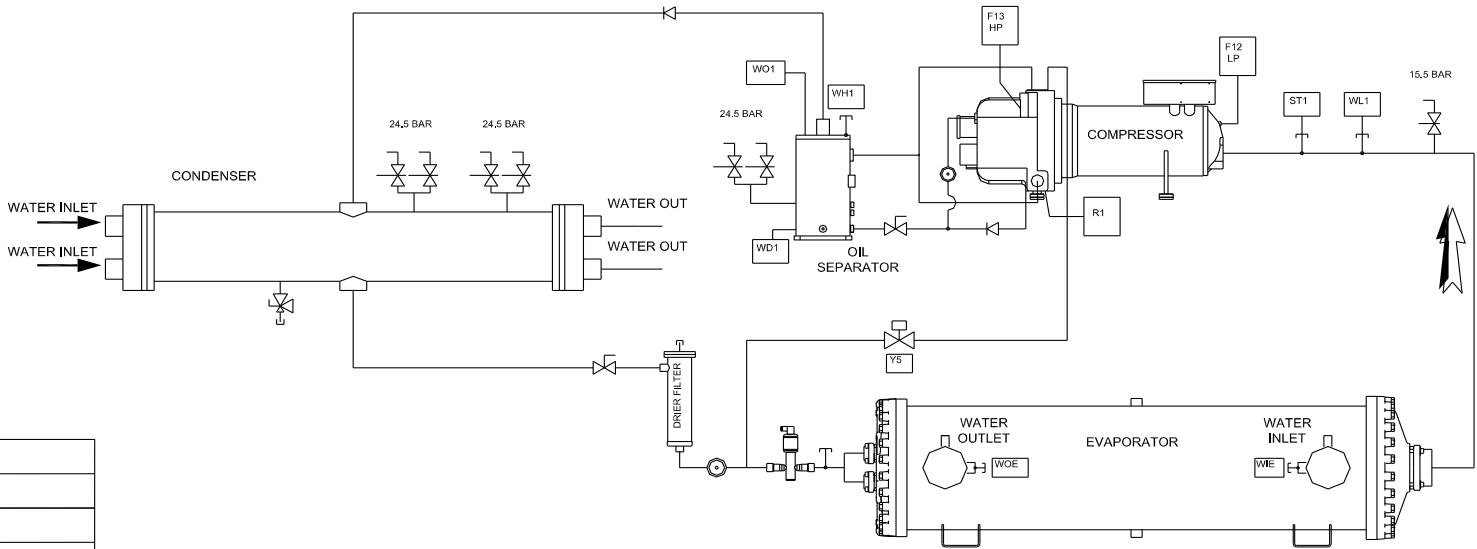 F13
HP
F12
LP
WO1
WH1
15.5 BAR
ST1
WL1
24.5 BAR
24.5 BAR
24.5 BAR
COMPRESSOR
CONDENSER
WATER INLET
WATER OUT
R1
WATER INLET
WATER OUT
WD1
OIL
SEPARATOR
Y5
DRIER FILTER
WATER
OUTLET
EVAPORATOR
WATER
INLET
WOE
WIE